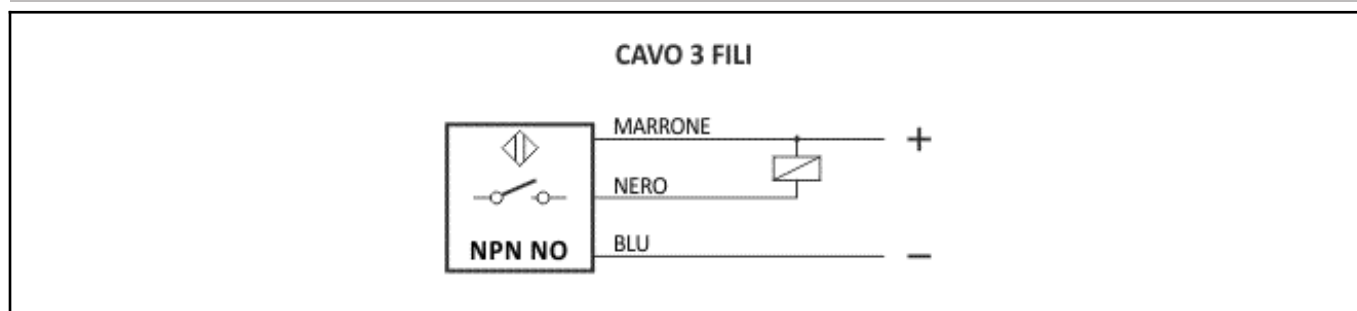 CAVO 3 FILI
MARRONE
+
NERO
NPN NO
BLU
−